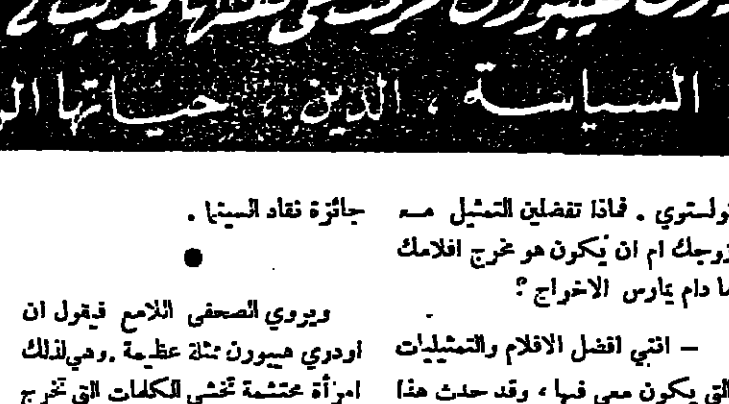 السياسة ، الدين ، حياتها
تولستوي . فماذا تفضلين التمثيل مع
زوجك ام ان يكون هو مخرج افلامك
ما دام يمارس الاخراج ؟
– انني افضل الافلام والتمثيليات
التي يكون معي فيها ، وقد حدث هذا
جائزة نقاد السينما .
●
ويروي الصحفي اللامع فيقول ان
اودري هيبورن ممثلة عظيمة .وهي لذلك
امرأة محتشمة تخشى الكلمات التي تخرج